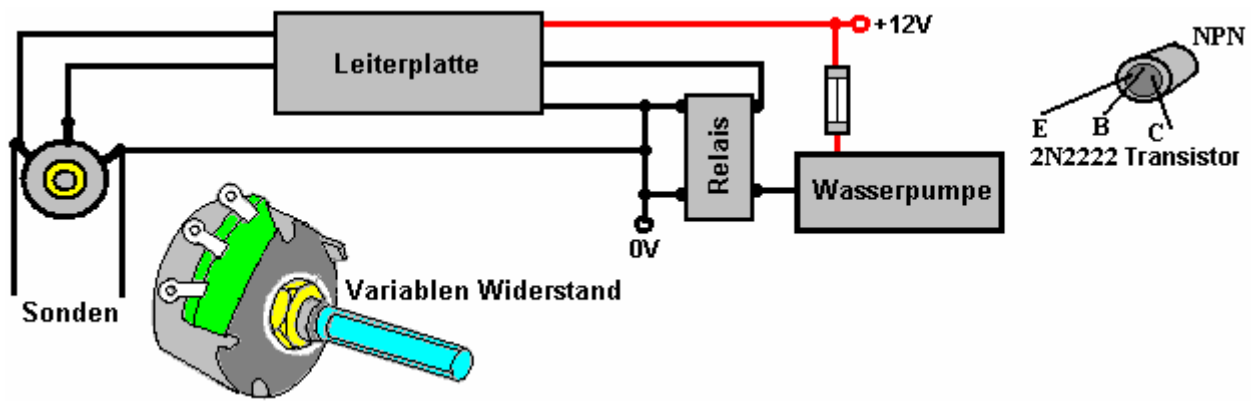 +12V
NPN
Leiterplatte
E
B
C
2N2222 Transistor
Relais
Wasserpumpe
0V
Variablen Widerstand
Sonden